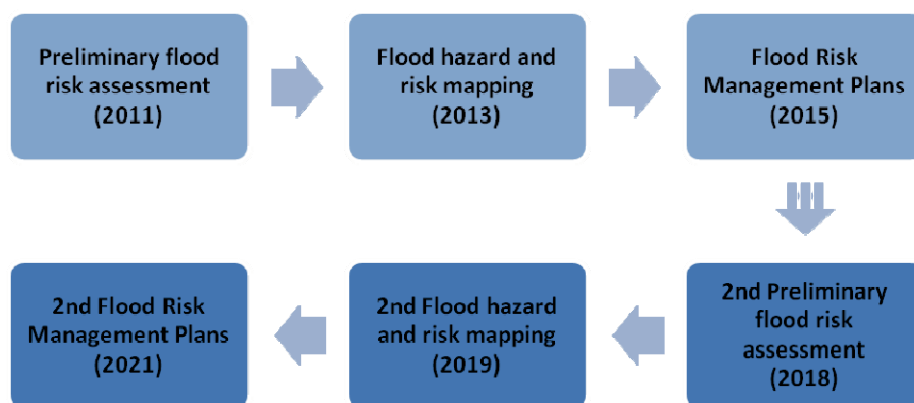 Preliminary flood
risk assessment
(2011)
Flood hazard and
risk mapping
(2013)
Flood Risk
Management Plans
(2015)
2nd Preliminary
flood risk
assessment
(2018)
2nd Flood hazard
and risk mapping
(2019)
2nd Flood Risk
Management Plans
(2021)